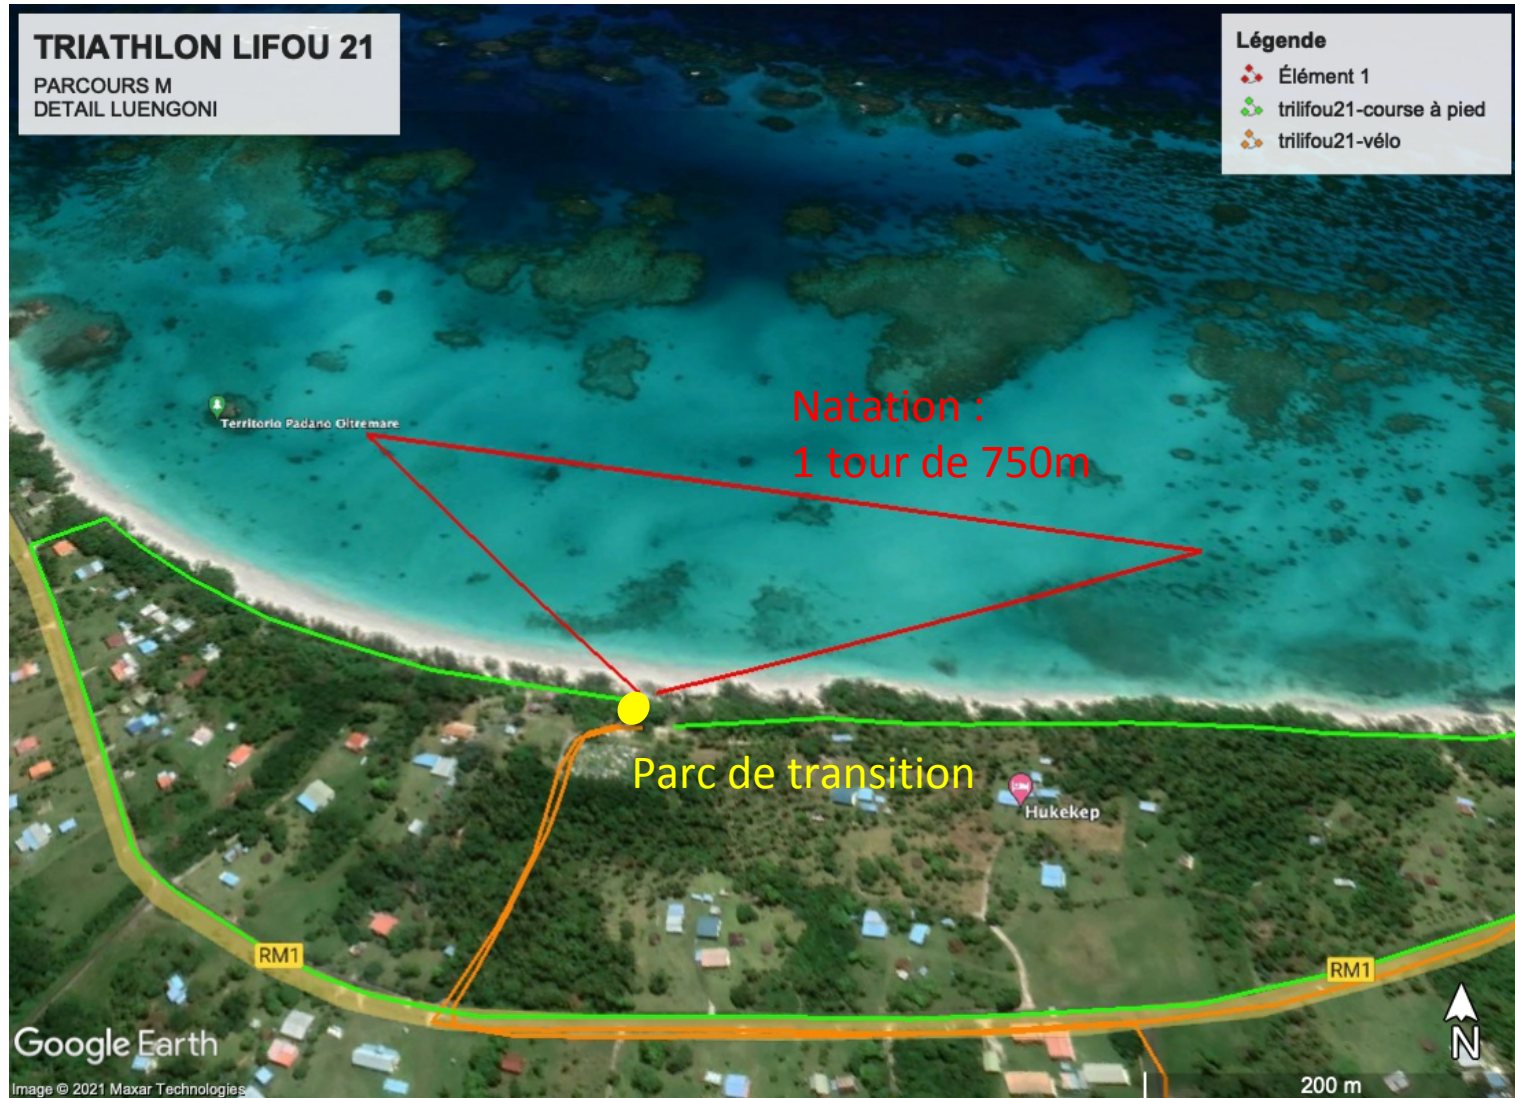 TRIATHLON LIFOU 21
PARCOURS M
DETAIL LUENGONI
Légende
Élément 1
trilifou21-course à pied
trilifou21-vélo
Territorio Padano Oltremare
Natation :
1 tour de 750m
Parc de transition
Hukekep
RM1
RM1
N
Google Earth
Image © 2021 Maxar Technologies
200 m